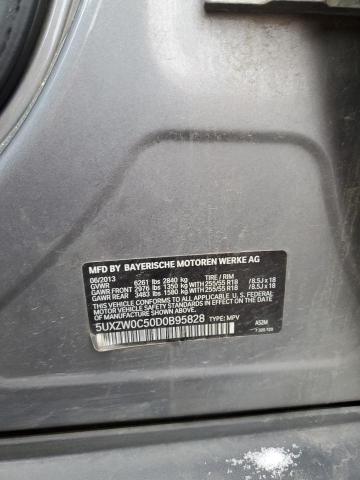 MFD BY BAYERISCHE MOTOREN WERKE AG
06/2013 TIRE / RIM
GVWR 6261 lbs 2840 kg
GAWR FRONT 2976 lbs 1350 kg WITH 255/55 R18 / 8.5J x 18
GAWR REAR 3483 lbs 1580 kg WITH 255/55 R18 / 8.5J x 18
THIS VEHICLE CONFORMS TO ALL APPLICABLE U.S. FEDERAL
MOTOR VEHICLE SAFETY STANDARDS IN EFFECT ON THE
DATE OF MANUFACTURE SHOWN ABOVE.
5UXZW0C50D0B95828 TYPE: MPV